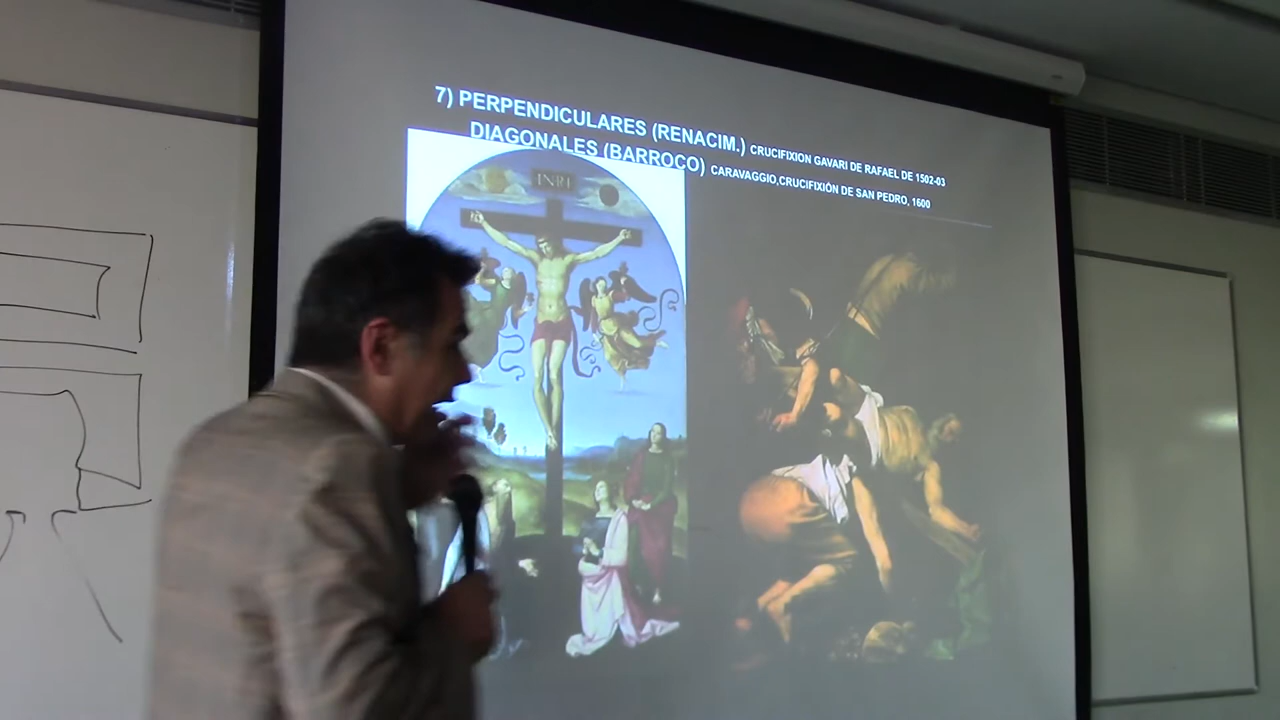 7) PERPENDICULARES (RENACIM.) CRUCIFIXION GAVARI DE RAFAEL DE 1502-03
DIAGONALES (BARROCO) CARAVAGGIO,CRUCIFIXIÓN DE SAN PEDRO, 1600
INRI